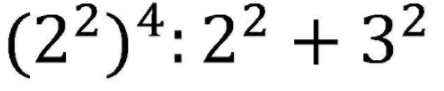 (2²)⁴: 2² + 3²